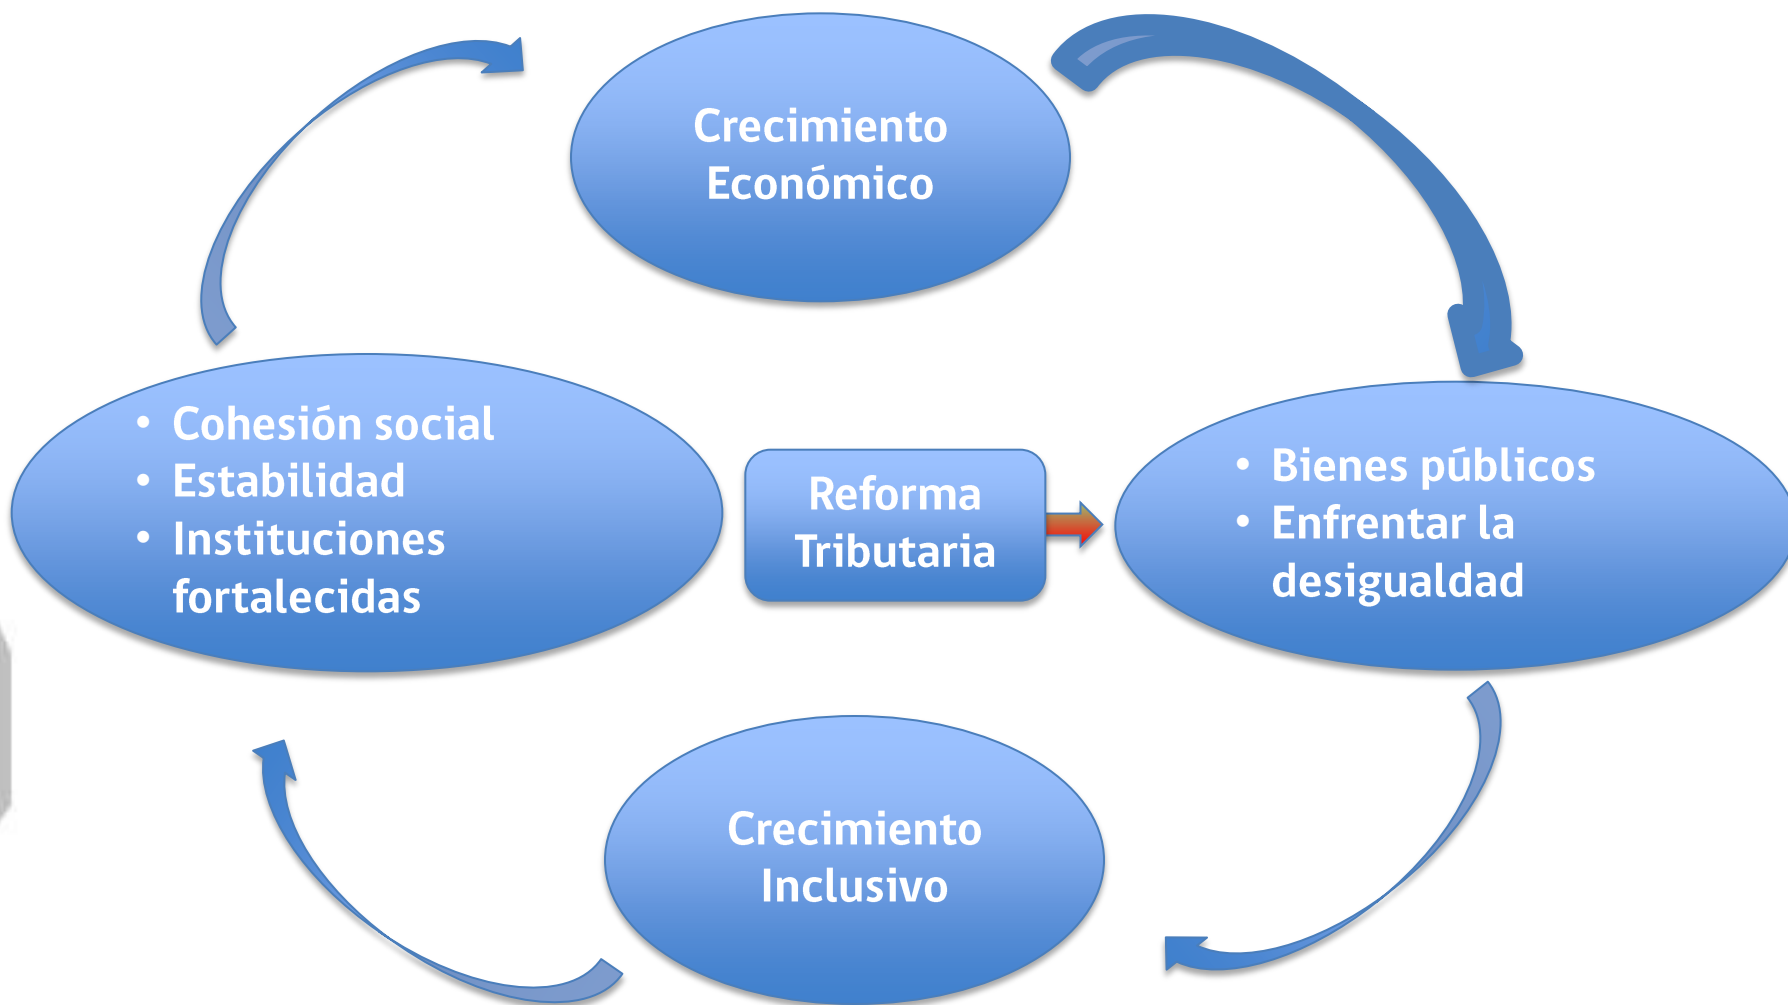 Crecimiento
Económico
• Cohesión social
• Estabilidad
• Instituciones
fortalecidas
Reforma
Tributaria
• Bienes públicos
• Enfrentar la
desigualdad
Crecimiento
Inclusivo